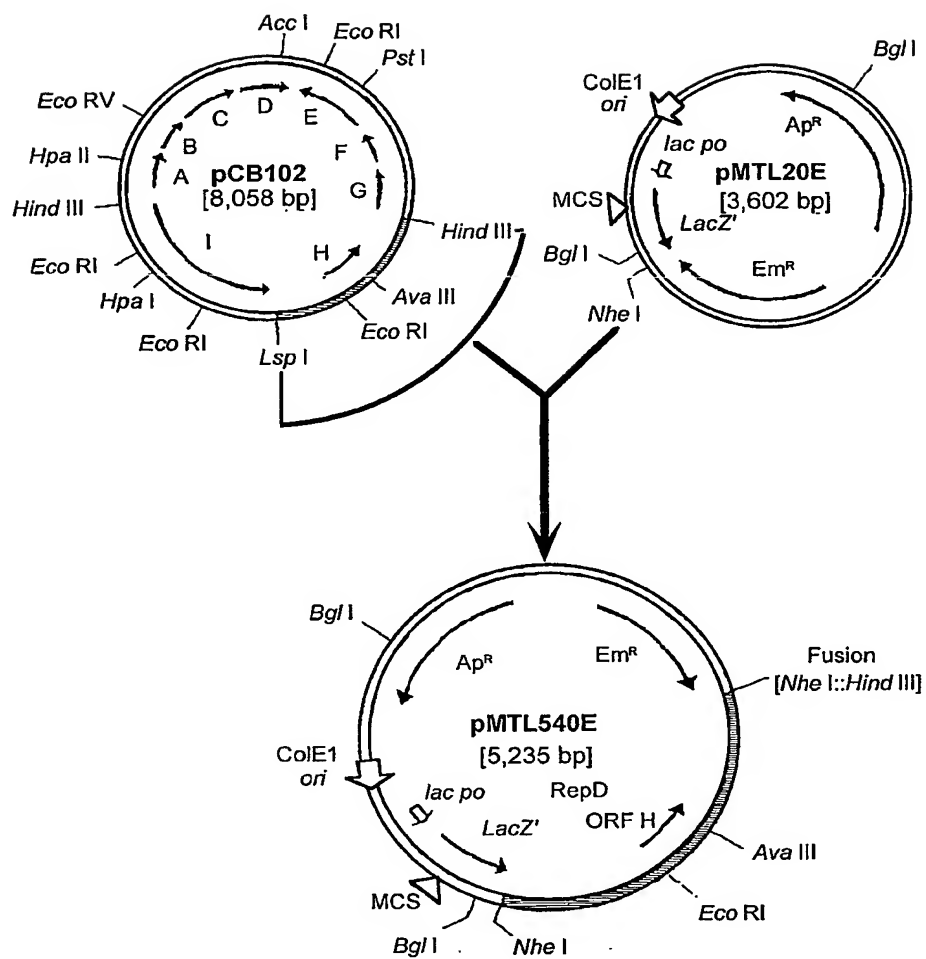 Acc I
Eco RI
Pst I
Eco RV
Hpa II
Hind III
Eco RI
Hpa I
Eco RI
Lsp I
Eco RI
Ava III
Hind III
A
B
C
D
E
F
G
H
I
pCB102
[8,058 bp]
Bgl I
ColE1
ori
Ap^R
lac po
pMTL20E
[3,602 bp]
MCS
LacZ'
Bgl I
Em^R
Nhe I
Bgl I
Ap^R
Em^R
Fusion
[Nhe I::Hind III]
pMTL540E
[5,235 bp]
ColE1
ori
lac po
RepD
LacZ'
ORF H
Ava III
MCS
Eco RI
Bgl I
Nhe I